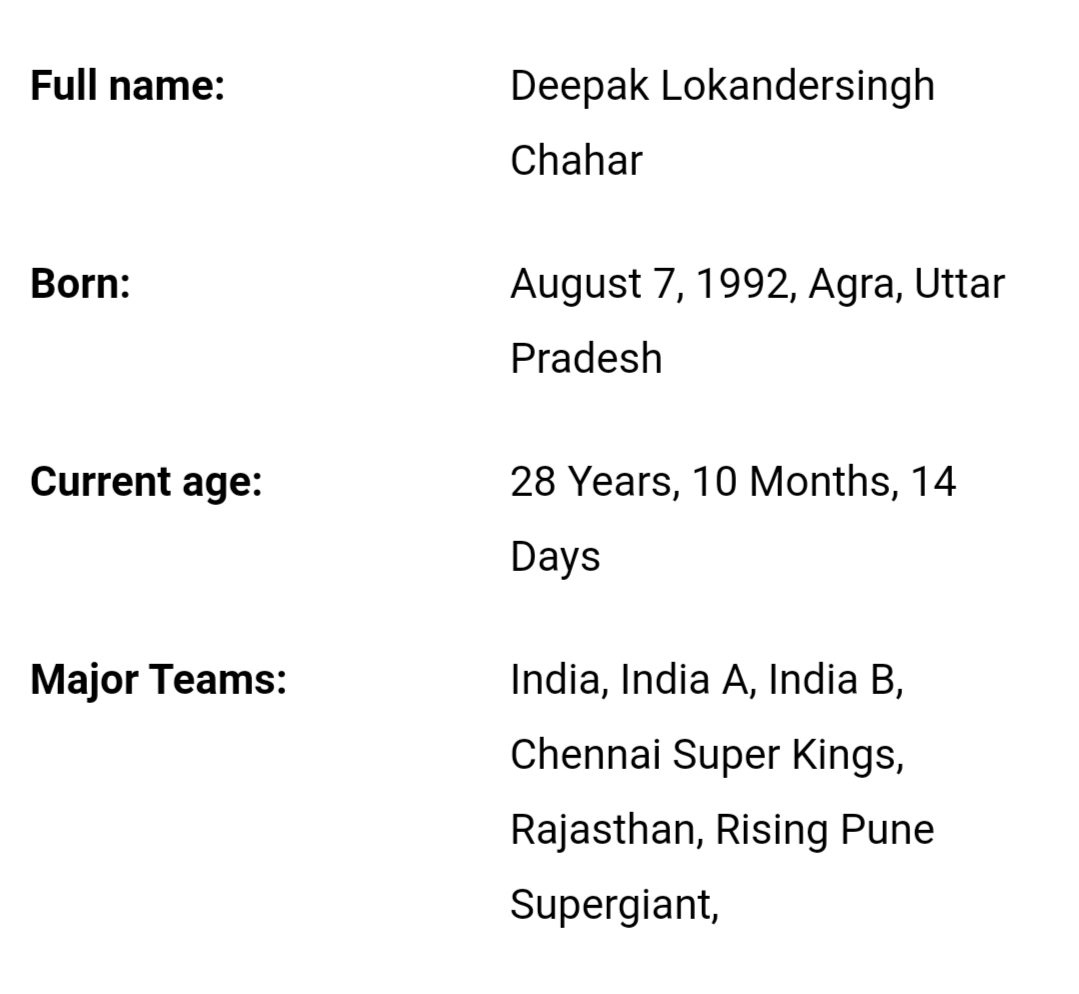 Full name: Deepak Lokandersingh
Chahar
Born: August 7, 1992, Agra, Uttar
Pradesh
Current age: 28 Years, 10 Months, 14
Days
Major Teams: India, India A, India B,
Chennai Super Kings,
Rajasthan, Rising Pune
Supergiant,